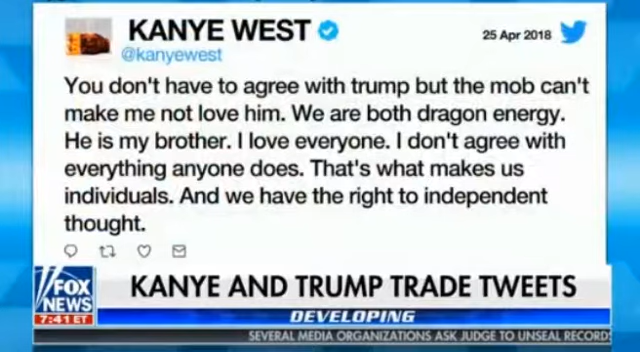 KANYE WEST
@kanyewest
25 Apr 2018
You don't have to agree with trump but the mob can't
make me not love him. We are both dragon energy.
He is my brother. I love everyone. I don't agree with
everything anyone does. That's what makes us
individuals. And we have the right to independent
thought.
FOX
NEWS
7:41 ET
KANYE AND TRUMP TRADE TWEETS
DEVELOPING
SEVERAL MEDIA ORGANIZATIONS ASK JUDGE TO UNSEAL RECORD